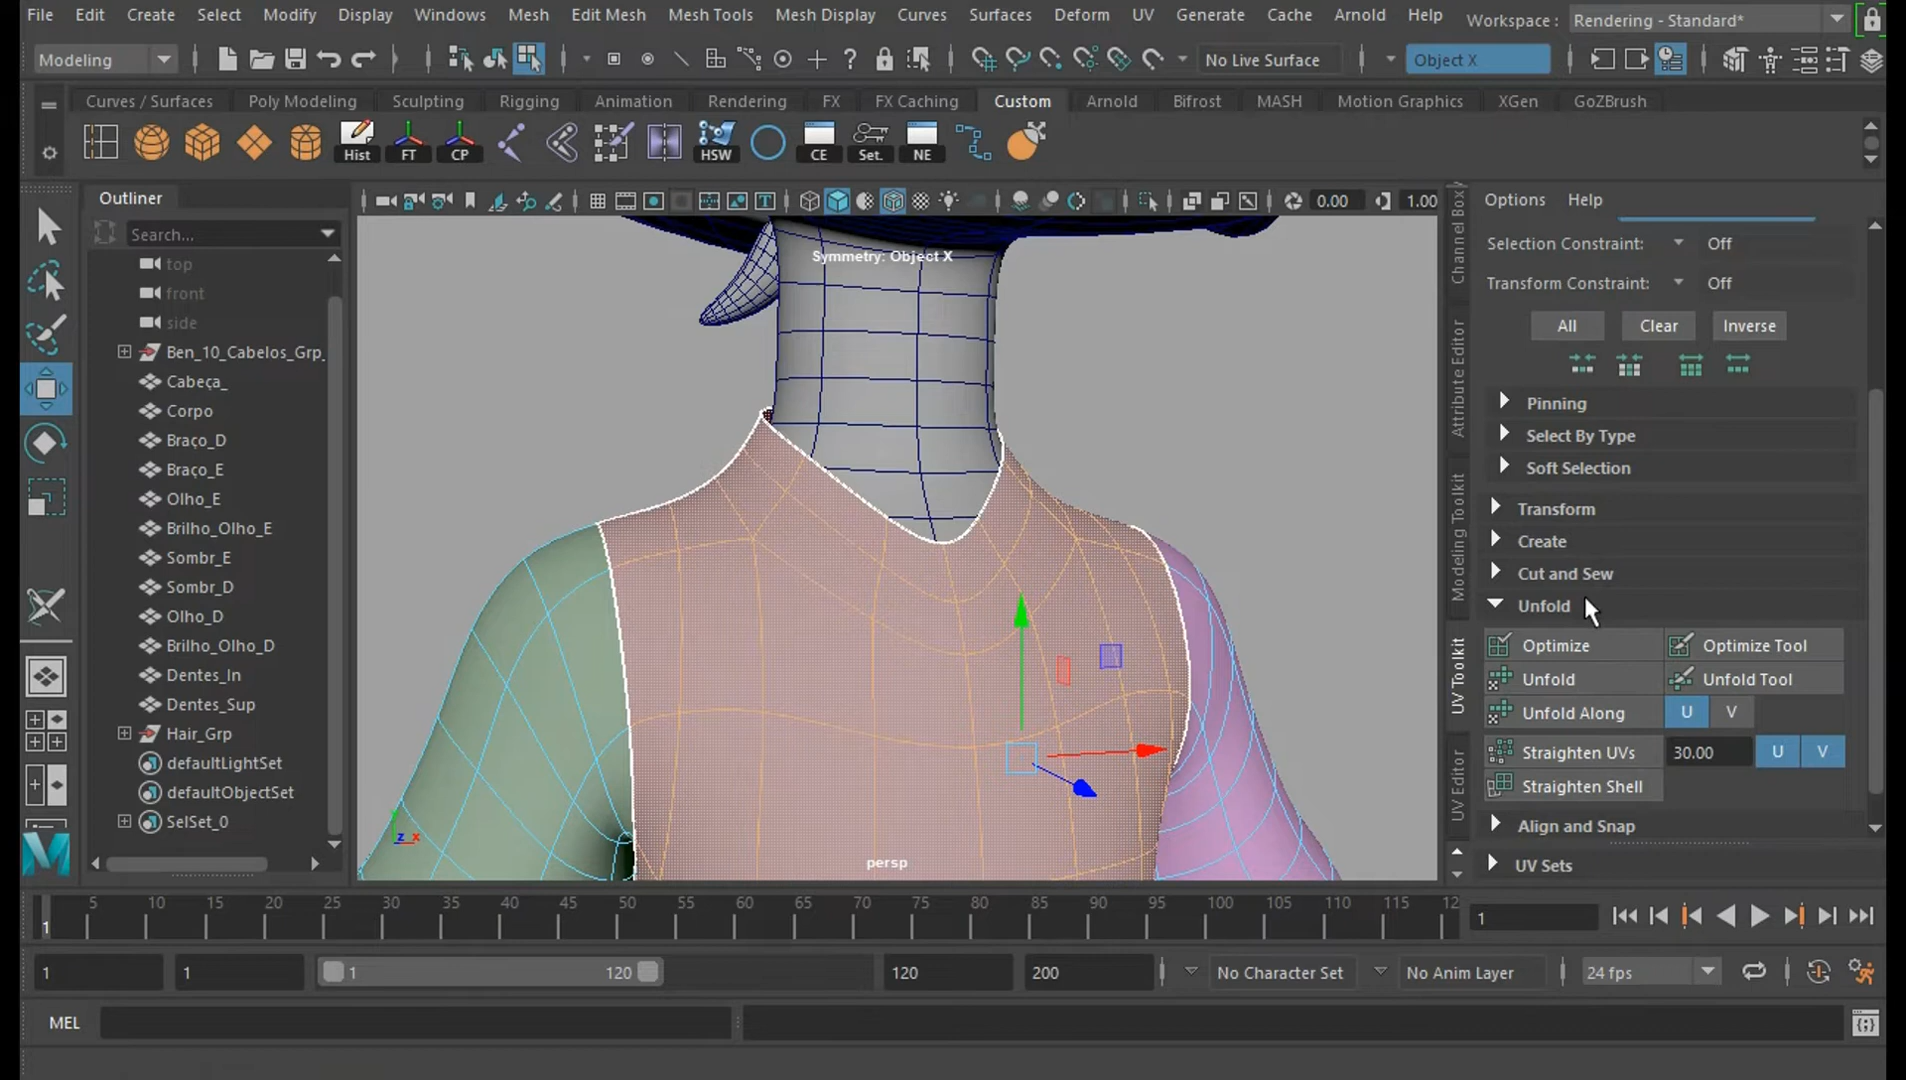 File Edit Create Select Modify Display Windows Mesh Edit Mesh Mesh Tools Mesh Display Curves Surfaces Deform UV Generate Cache Arnold Help Workspace : Rendering - Standard*
Modeling No Live Surface Object X
Curves / Surfaces Poly Modeling Sculpting Rigging Animation Rendering FX FX Caching Custom Arnold Bifrost MASH Motion Graphics XGen GoZBrush
Hist FT CP HSW CE Set. NE
Outliner
Search...
top
front
side
Ben_10_Cabelos_Grp_
Cabeça_
Corpo
Braço_D
Braço_E
Olho_E
Brilho_Olho_E
Sombr_E
Sombr_D
Olho_D
Brilho_Olho_D
Dentes_In
Dentes_Sup
Hair_Grp
defaultLightSet
defaultObjectSet
SelSet_0
0.00 1.00
Symmetry: Object X
z x
persp
Channel Box
Attribute Editor
Modeling Toolkit
UV Toolkit
UV Editor
Options Help
Selection Constraint: Off
Transform Constraint: Off
All Clear Inverse
Pinning
Select By Type
Soft Selection
Transform
Create
Cut and Sew
Unfold
Optimize Optimize Tool
Unfold Unfold Tool
Unfold Along U V
Straighten UVs 30.00 U V
Straighten Shell
Align and Snap
UV Sets
1 5 10 15 20 25 30 35 40 45 50 55 60 65 70 75 80 85 90 95 100 105 110 115 12
1
1 1 1 120 120 200 No Character Set No Anim Layer 24 fps
MEL